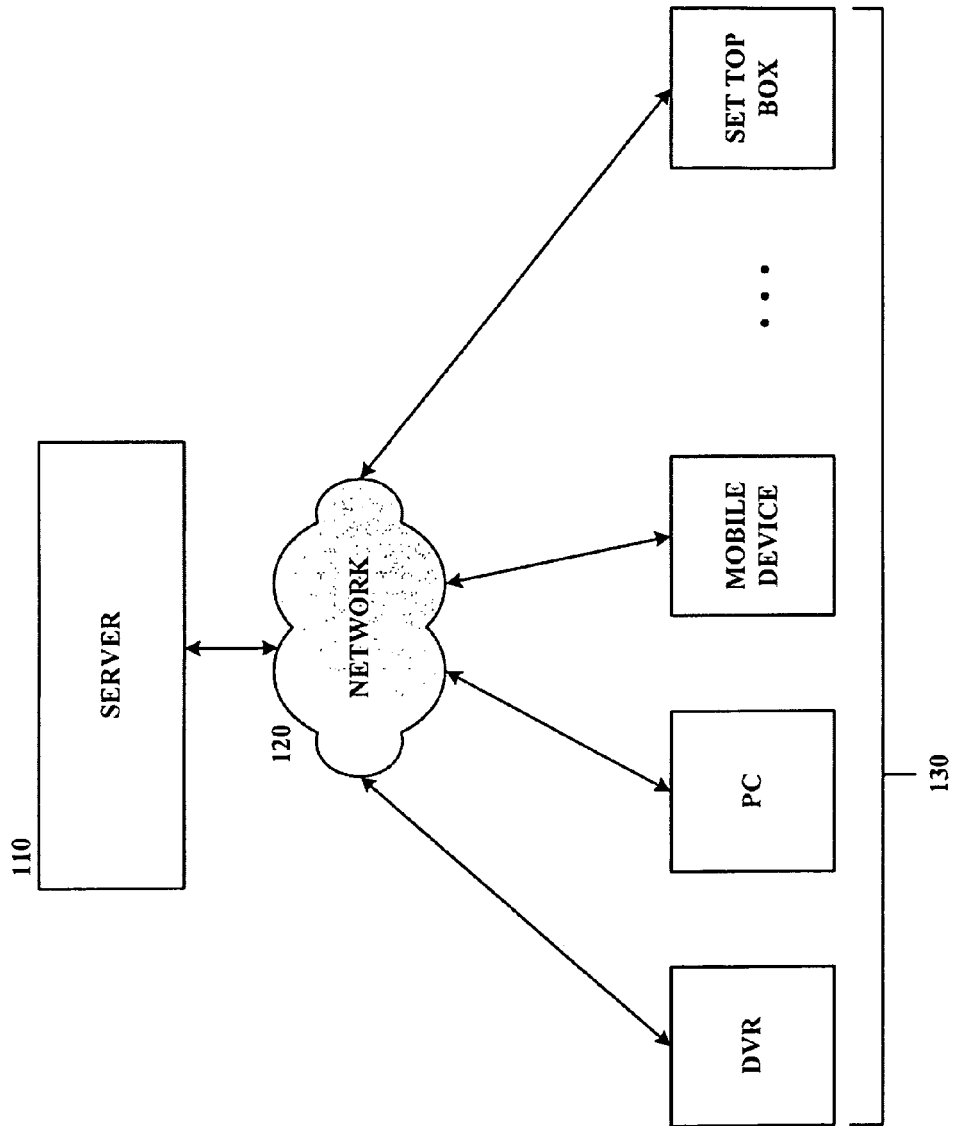 110
SERVER
120
NETWORK
DVR
PC
MOBILE
DEVICE
...
SET TOP
BOX
130